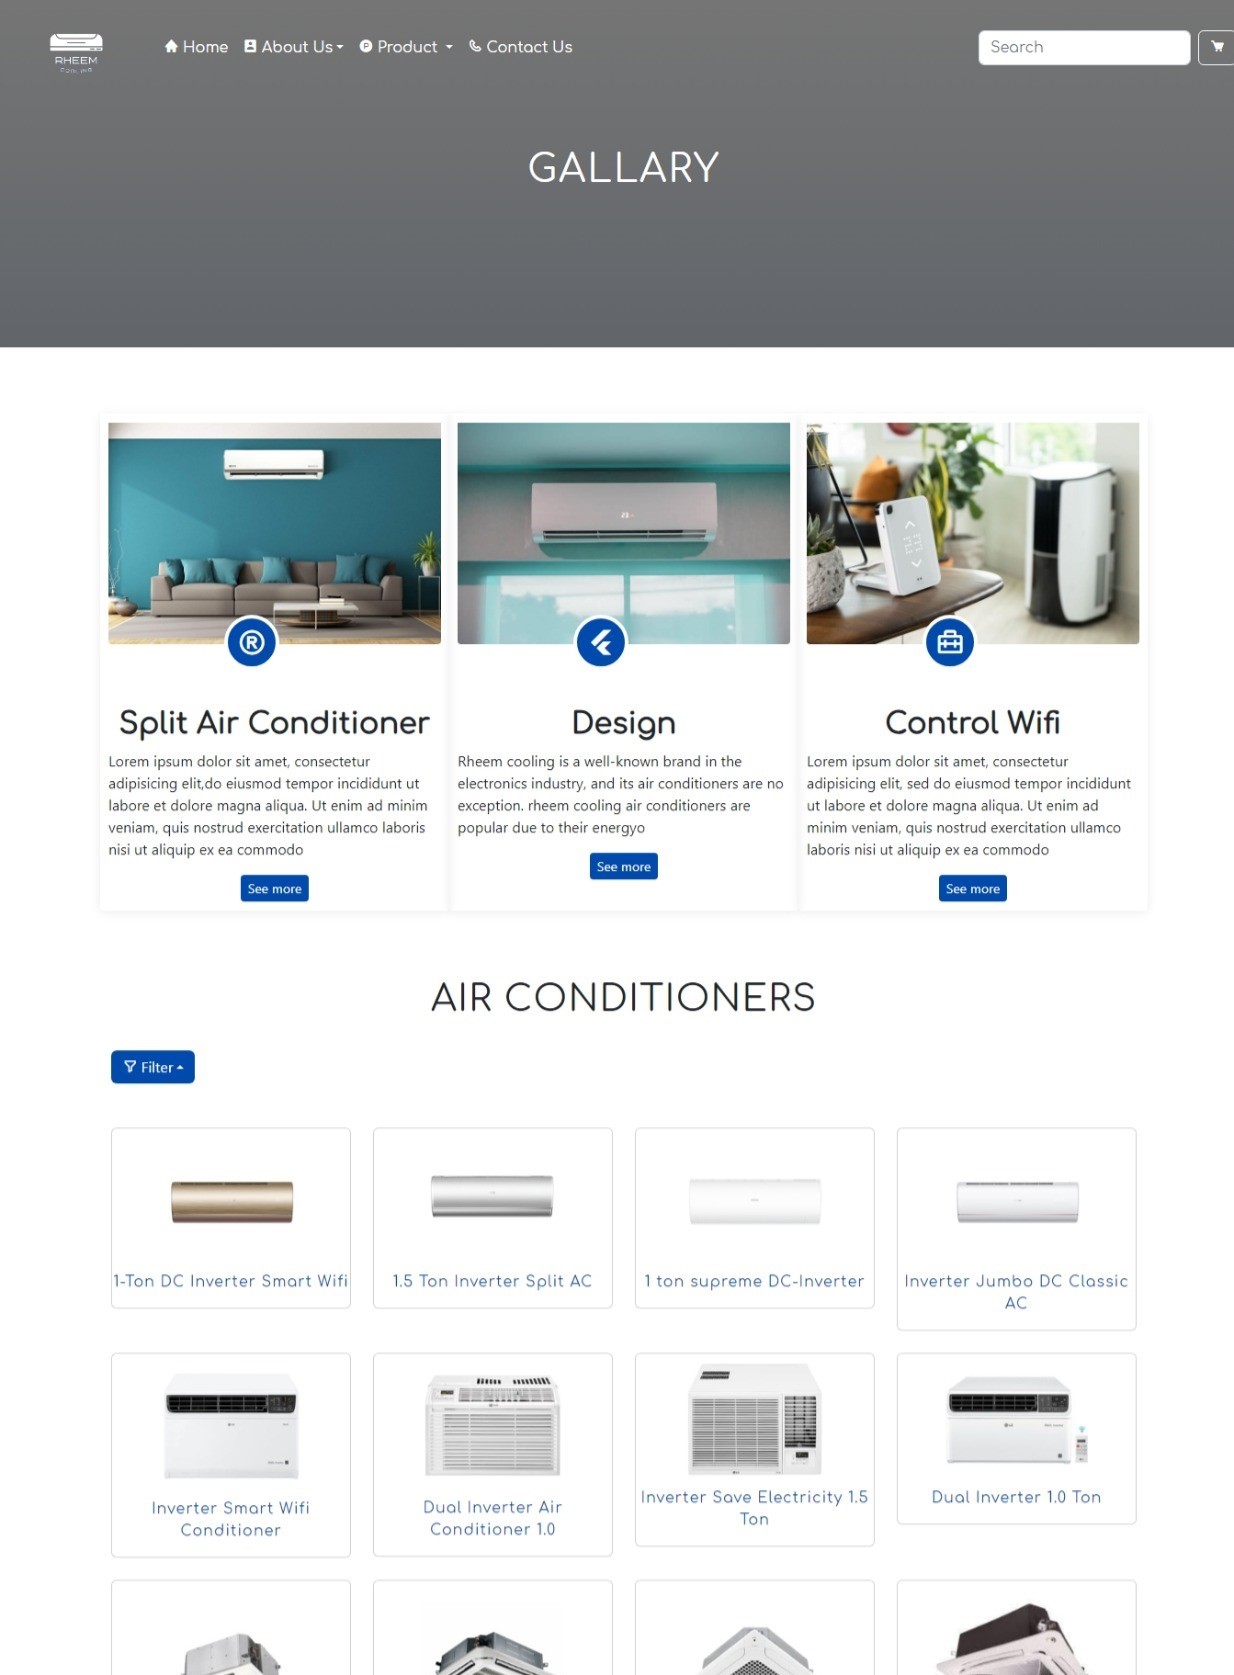 RHEEM
COOLING
Home
About Us
Product
Contact Us
Search
GALLARY
Split Air Conditioner
Lorem ipsum dolor sit amet, consectetur
adipisicing elit,do eiusmod tempor incididunt ut
labore et dolore magna aliqua. Ut enim ad minim
veniam, quis nostrud exercitation ullamco laboris
nisi ut aliquip ex ea commodo
See more
Design
Rheem cooling is a well-known brand in the
electronics industry, and its air conditioners are no
exception. rheem cooling air conditioners are
popular due to their energyo
See more
Control Wifi
Lorem ipsum dolor sit amet, consectetur
adipisicing elit, sed do eiusmod tempor incididunt
ut labore et dolore magna aliqua. Ut enim ad
minim veniam, quis nostrud exercitation ullamco
laboris nisi ut aliquip ex ea commodo
See more
AIR CONDITIONERS
Filter
1-Ton DC Inverter Smart Wifi
1.5 Ton Inverter Split AC
1 ton supreme DC-Inverter
Inverter Jumbo DC Classic
AC
Inverter Smart Wifi
Conditioner
Dual Inverter Air
Conditioner 1.0
Inverter Save Electricity 1.5
Ton
Dual Inverter 1.0 Ton